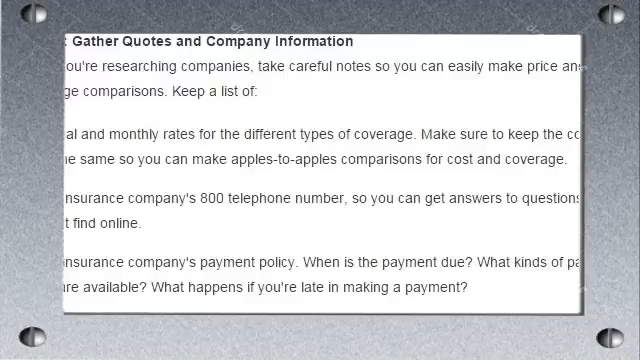 : Gather Quotes and Company Information
ou're researching companies, take careful notes so you can easily make price an
ge comparisons. Keep a list of:
al and monthly rates for the different types of coverage. Make sure to keep the co
ne same so you can make apples-to-apples comparisons for cost and coverage.
nsurance company's 800 telephone number, so you can get answers to questions
t find online.
nsurance company's payment policy. When is the payment due? What kinds of pa
are available? What happens if you're late in making a payment?